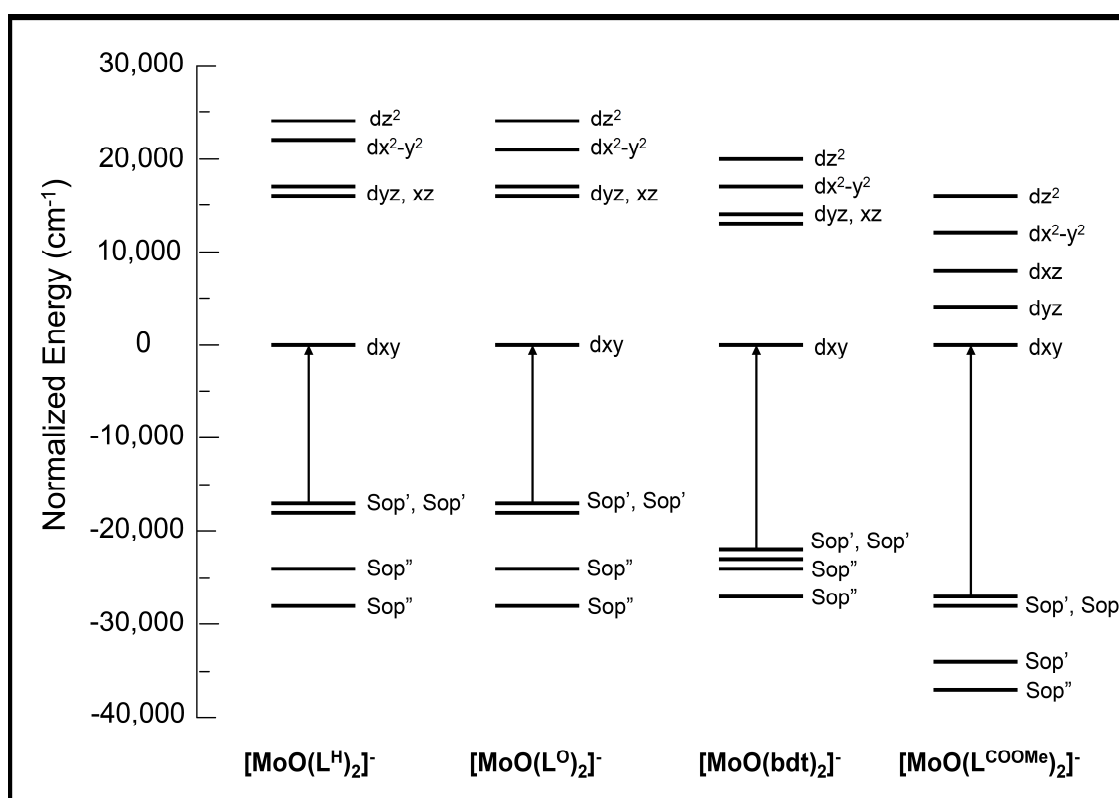 Normalized Energy (cm⁻¹)
30,000
20,000
10,000
0
-10,000
-20,000
-30,000
-40,000
dz²
dx²-y²
dyz, xz
dxy
Sop’, Sop’
Sop”
Sop”
[MoO(Lᴴ)₂]⁻
dz²
dx²-y²
dyz, xz
dxy
Sop’, Sop’
Sop”
Sop”
[MoO(Lᴼ)₂]⁻
dz²
dx²-y²
dyz, xz
dxy
Sop’, Sop’
Sop”
Sop”
[MoO(bdt)₂]⁻
dz²
dx²-y²
dxz
dyz
dxy
Sop’, Sop
Sop’
Sop”
[MoO(Lᶜᴼᴼᴹᵉ)₂]⁻